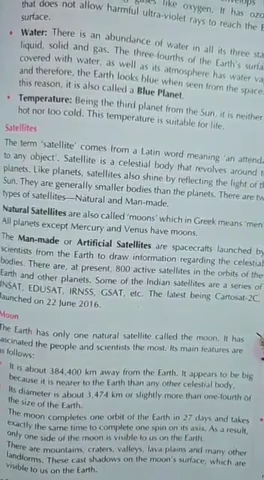 gases like oxygen. It has ozo
that does not allow harmful ultra-violet rays to reach the E
surface.
• Water: There is an abundance of water in all its three sta
liquid, solid and gas. The three-fourths of the Earth's surfa
covered with water, as well as its atmosphere has water va
and therefore, the Earth looks blue when seen from the space.
this reason, it is also called a Blue Planet.
• Temperature: Being the third planet from the Sun, it is neither
hot nor too cold. This temperature is suitable for life.
Satellites
The term 'satellite' comes from a Latin word meaning 'an attenda
to any object'. Satellite is a celestial body that revolves around t
planets. Like planets, satellites also shine by reflecting the light of th
Sun. They are generally smaller bodies than the planets. There are tw
types of satellites—Natural and Man-made.
Natural Satellites are also called 'moons' which in Greek means 'men
All planets except Mercury and Venus have moons.
The Man-made or Artificial Satellites are spacecrafts launched by
scientists from the Earth to draw information regarding the celestial
bodies. There are, at present, 800 active satellites in the orbits of the
Earth and other planets. Some of the Indian satellites are a series of
INSAT, EDUSAT, IRNSS, GSAT, etc. The latest being Cartosat-2C,
launched on 22 June 2016.
Moon
The Earth has only one natural satellite called the moon. It has
fascinated the people and scientists the most. Its main features are
as follows:
It is about 384,400 km away from the Earth. It appears to be big
because it is nearer to the Earth than any other celestial body.
Its diameter is about 3,474 km or slightly more than one-fourth of
the size of the Earth.
The moon completes one orbit of the Earth in 27 days and takes
exactly the same time to complete one spin on its axis. As a result,
only one side of the moon is visible to us on the Earth.
There are mountains, craters, valleys, lava plains and many other
landforms. These cast shadows on the moon's surface, which are
visible to us on the Earth.